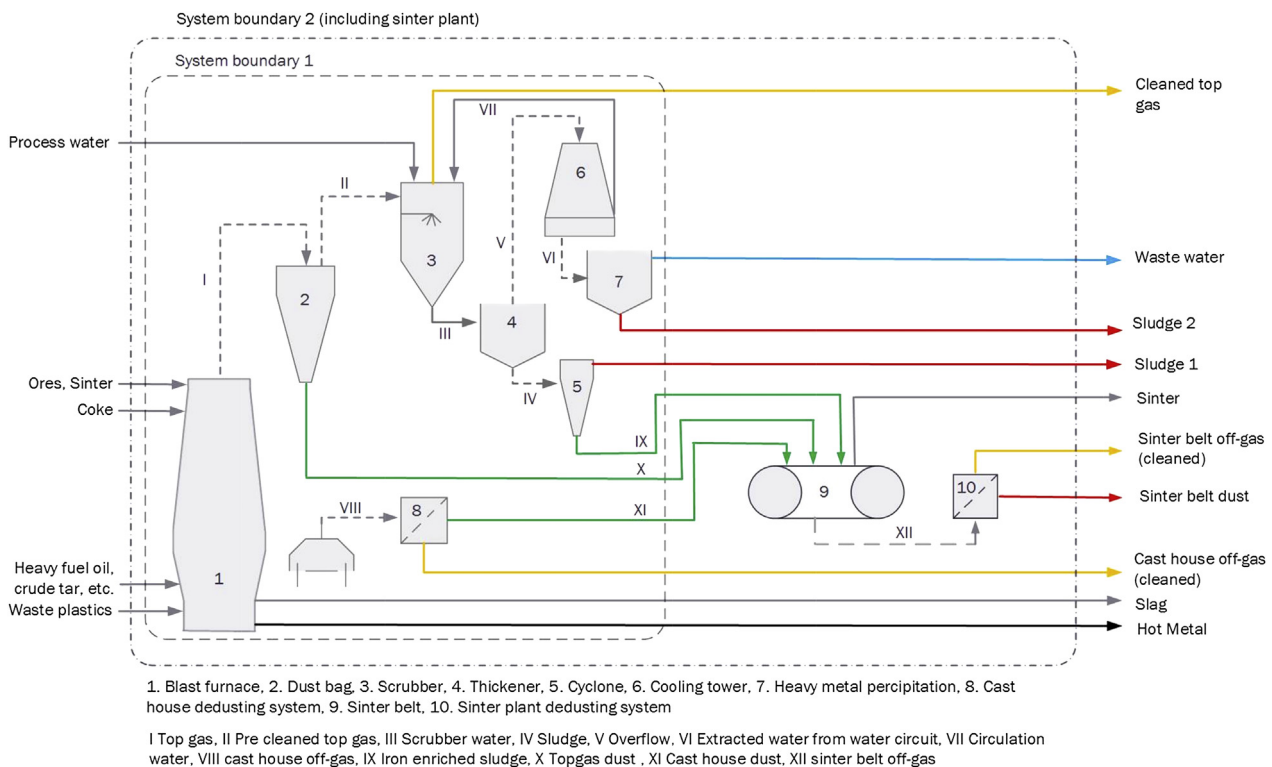 System boundary 2 (including sinter plant)
System boundary 1
Cleaned top
gas
VII
Process water
6
II
V
3
VI
Waste water
I
7
2
4
Sludge 2
III
Sludge 1
Ores, Sinter
5
IV
Sinter
Coke
IX
Sinter belt off-gas
(cleaned)
X
10
9
Sinter belt dust
VIII
8
XI
XII
Cast house off-gas
(cleaned)
Heavy fuel oil,
crude tar, etc.
1
Waste plastics
Slag
Hot Metal
1. Blast furnace, 2. Dust bag, 3. Scrubber, 4. Thickener, 5. Cyclone, 6. Cooling tower, 7. Heavy metal percipitation, 8. Cast
house dedusting system, 9. Sinter belt, 10. Sinter plant dedusting system
I Top gas, II Pre cleaned top gas, III Scrubber water, IV Sludge, V Overflow, VI Extracted water from water circuit, VII Circulation
water, VIII cast house off-gas, IX Iron enriched sludge, X Topgas dust , XI Cast house dust, XII sinter belt off-gas